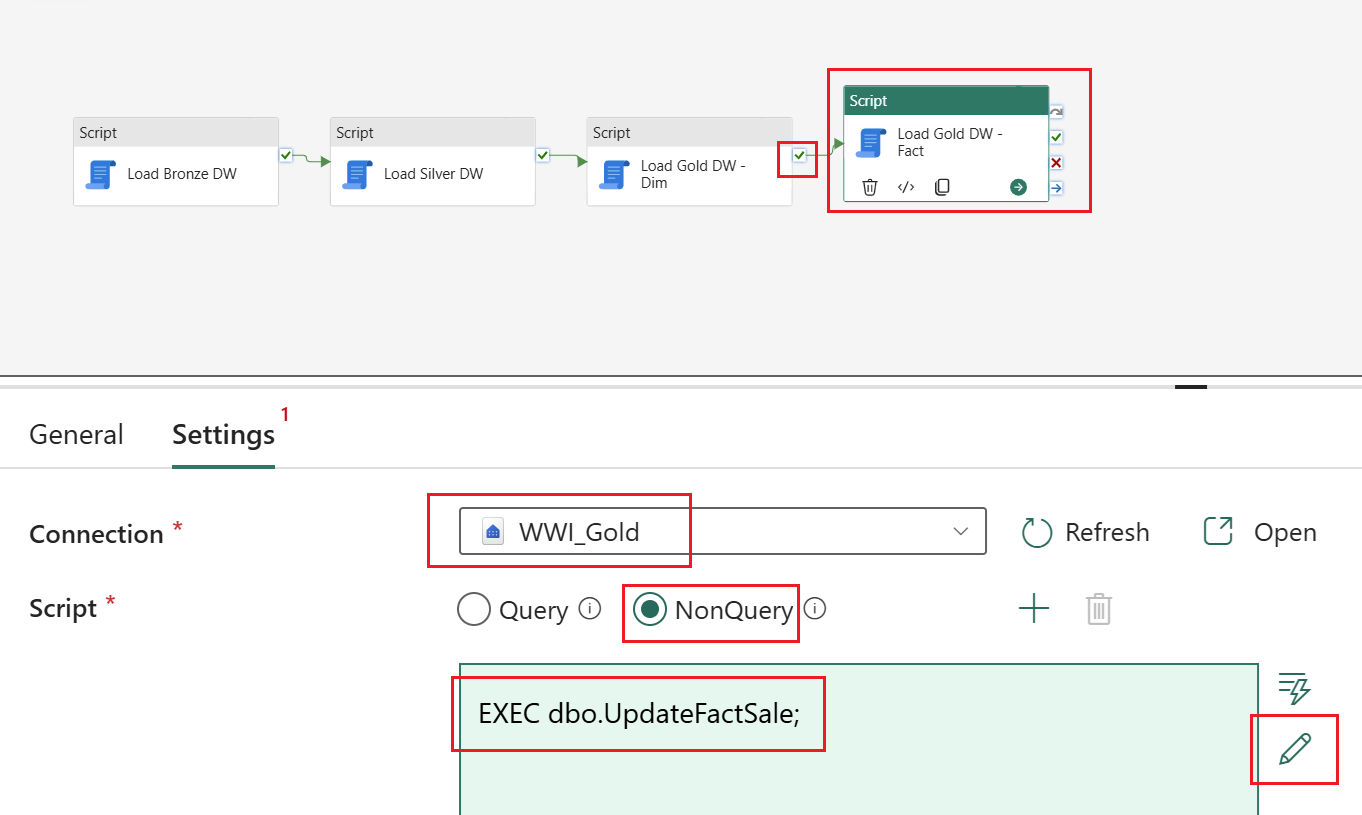 Script
Load Bronze DW
Script
Load Silver DW
Script
Load Gold DW -
Dim
Script
Load Gold DW -
Fact
General
Settings
1
Connection *
WWI_Gold
Refresh
Open
Script *
Query
NonQuery
EXEC dbo.UpdateFactSale;